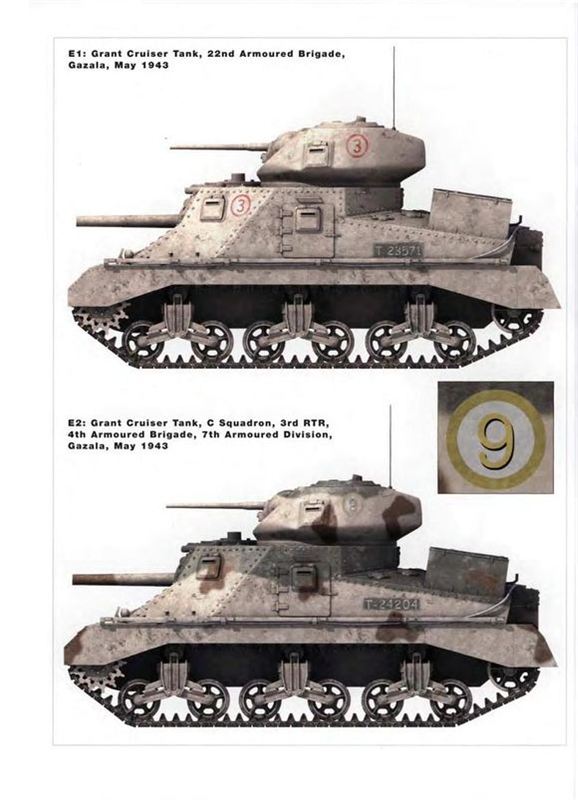 E1: Grant Cruiser Tank, 22nd Armoured Brigade,
Gazala, May 1943
3
3
T-23571
E2: Grant Cruiser Tank, C Squadron, 3rd RTR,
4th Armoured Brigade, 7th Armoured Division,
Gazala, May 1943
9
9
T-24204